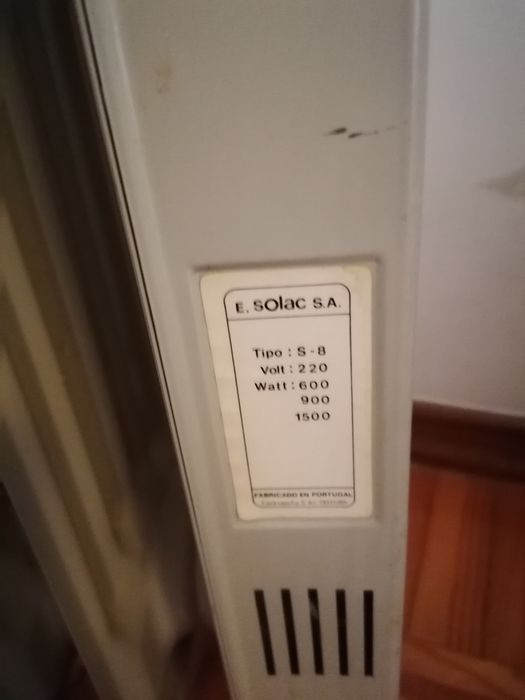 E. solac S.A.
Tipo : S-8
Volt : 220
Watt : 600
900
1500
FABRICADO EN PORTUGAL